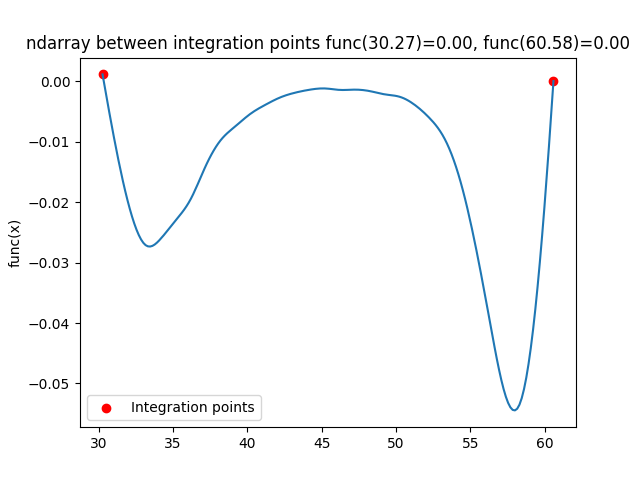 ndarray between integration points func(30.27)=0.00, func(60.58)=0.00
0.00
−0.01
−0.02
−0.03
−0.04
−0.05
func(x)
Integration points
30 35 40 45 50 55 60